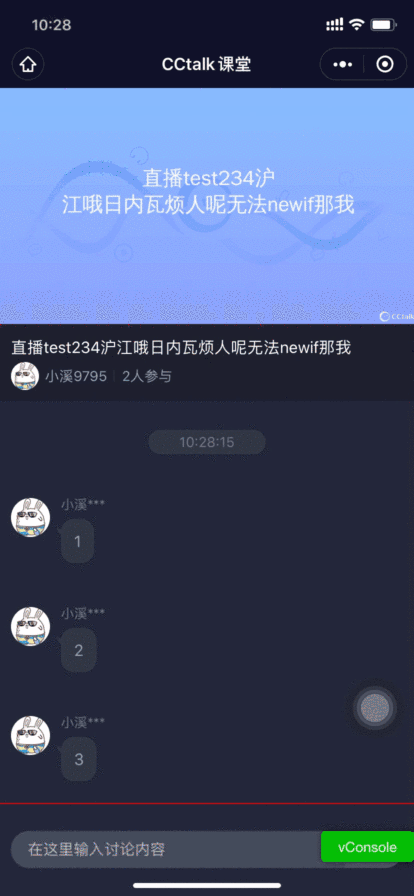 10:28
CCtalk 课堂
直播test234沪
江哦日内瓦烦人呢无法newif那我
CCtalk
直播test234沪江哦日内瓦烦人呢无法newif那我
小溪9795 | 2人参与
10:28:15
小溪***
1
小溪***
2
小溪***
3
在这里输入讨论内容
vConsole